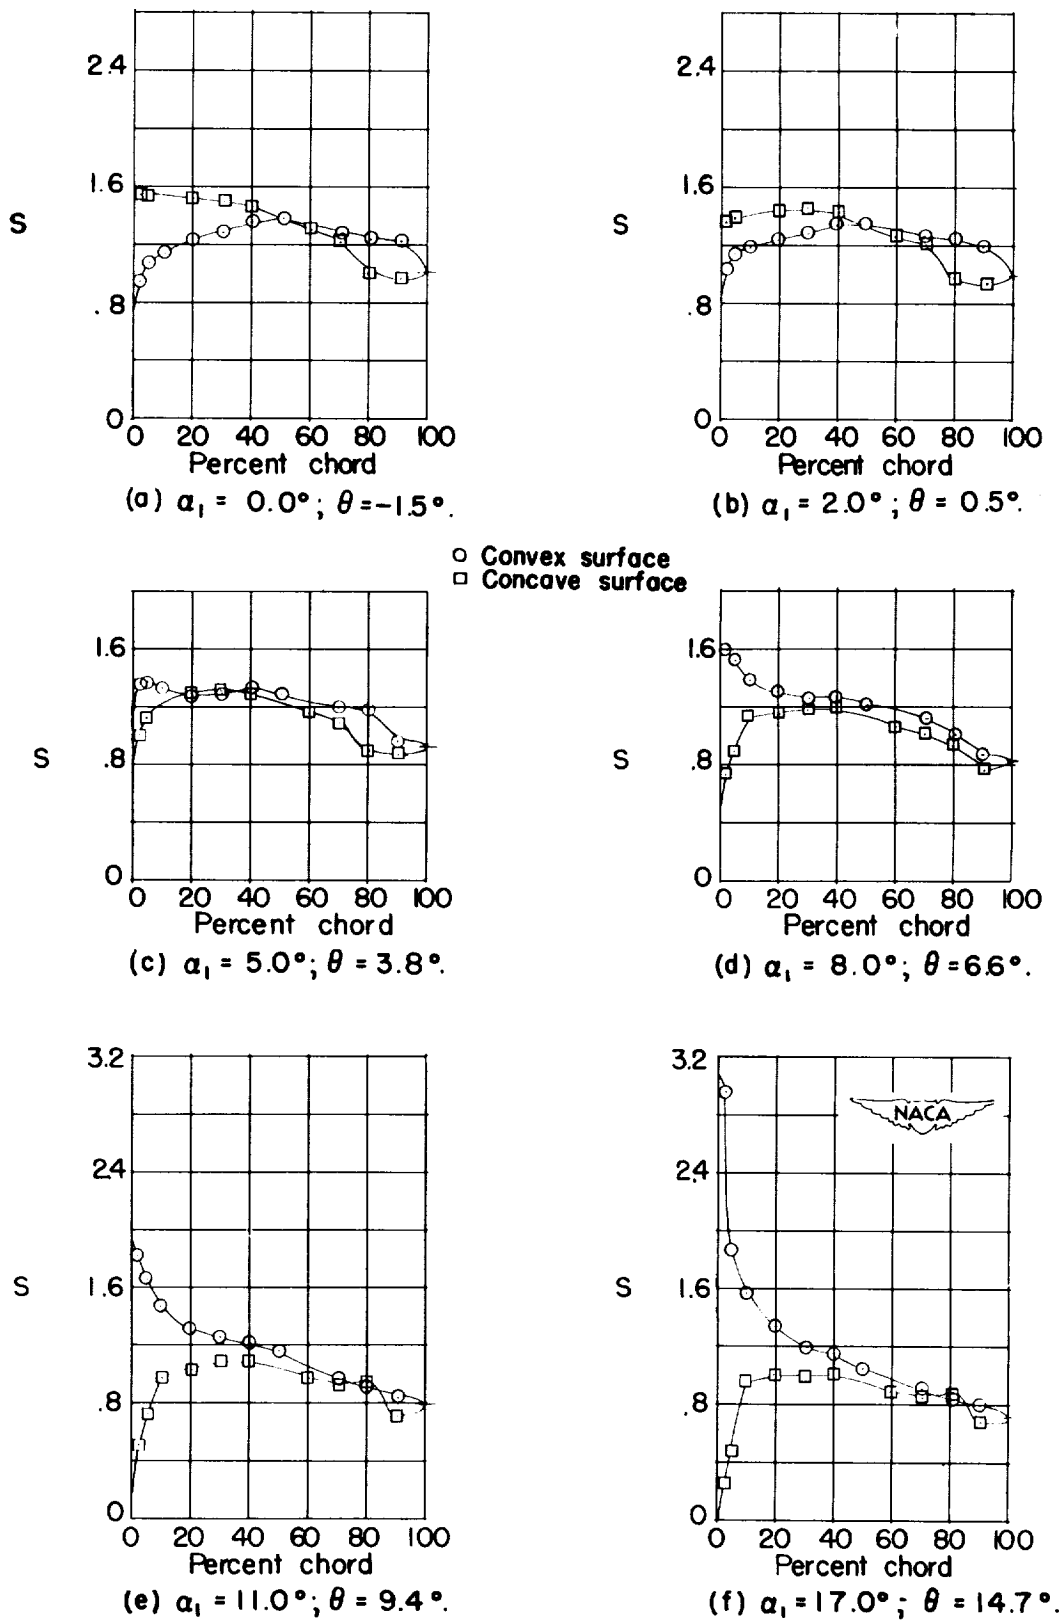 2.4
1.6
S
.8
0
0 20 40 60 80 100
Percent chord
(a) α₁ = 0.0°; θ = -1.5°.
2.4
1.6
.8
0
0 20 40 60 80 100
Percent chord
(b) α₁ = 2.0°; θ = 0.5°.
Convex surface
Concave surface
1.6
S
.8
0
0 20 40 60 80 100
Percent chord
(c) α₁ = 5.0°; θ = 3.8°.
1.6
S
.8
0
0 20 40 60 80 100
Percent chord
(d) α₁ = 8.0°; θ = 6.6°.
3.2
2.4
S
1.6
.8
0
0 20 40 60 80 100
Percent chord
(e) α₁ = 11.0°; θ = 9.4°.
3.2
NACA
2.4
S
1.6
.8
0
0 20 40 60 80 100
Percent chord
(f) α₁ = 17.0°; θ = 14.7°.